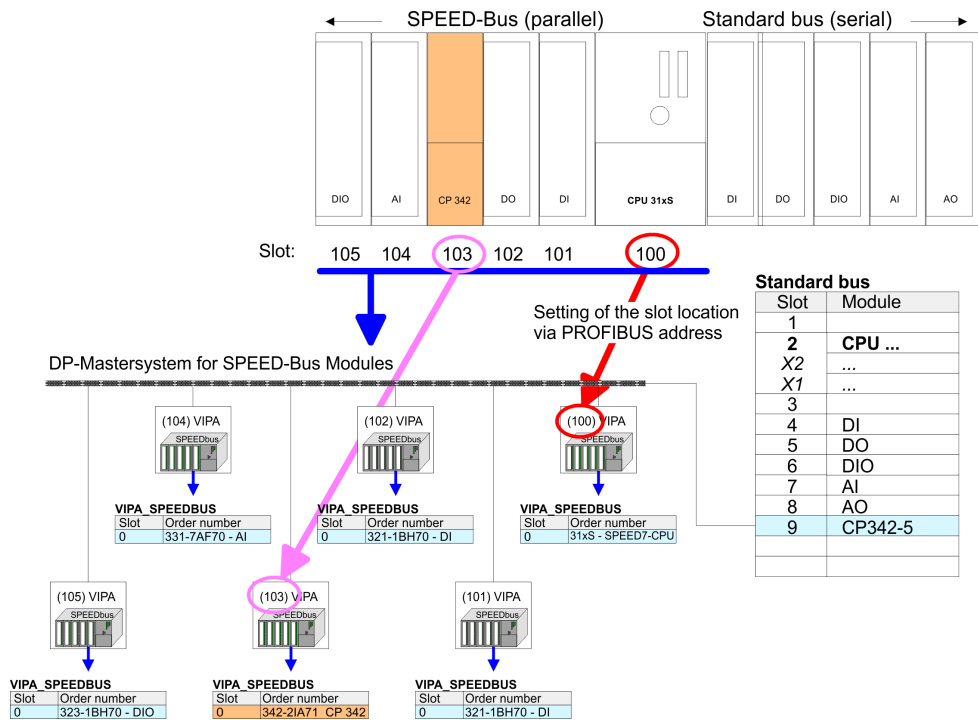 SPEED-Bus (parallel) Standard bus (serial)
DIO AI CP 342 DO DI CPU 31xS DI DO DIO AI AO
Slot: 105 104 103 102 101 100
Setting of the slot location
via PROFIBUS address
DP-Mastersystem for SPEED-Bus Modules
Standard bus
Slot Module
1
2 CPU ...
X2 ...
X1 ...
3
4 DI
5 DO
6 DIO
7 AI
8 AO
9 CP342-5
(104) VIPA
SPEEDbus
VIPA_SPEEDBUS
Slot Order number
0 331-7AF70 - AI
(102) VIPA
SPEEDbus
VIPA_SPEEDBUS
Slot Order number
0 321-1BH70 - DI
(100) VIPA
SPEEDbus
VIPA_SPEEDBUS
Slot Order number
0 31xS - SPEED7-CPU
(105) VIPA
SPEEDbus
VIPA_SPEEDBUS
Slot Order number
0 323-1BH70 - DIO
(103) VIPA
SPEEDbus
VIPA_SPEEDBUS
Slot Order number
0 342-2IA71 CP 342
(101) VIPA
SPEEDbus
VIPA_SPEEDBUS
Slot Order number
0 321-1BH70 - DI